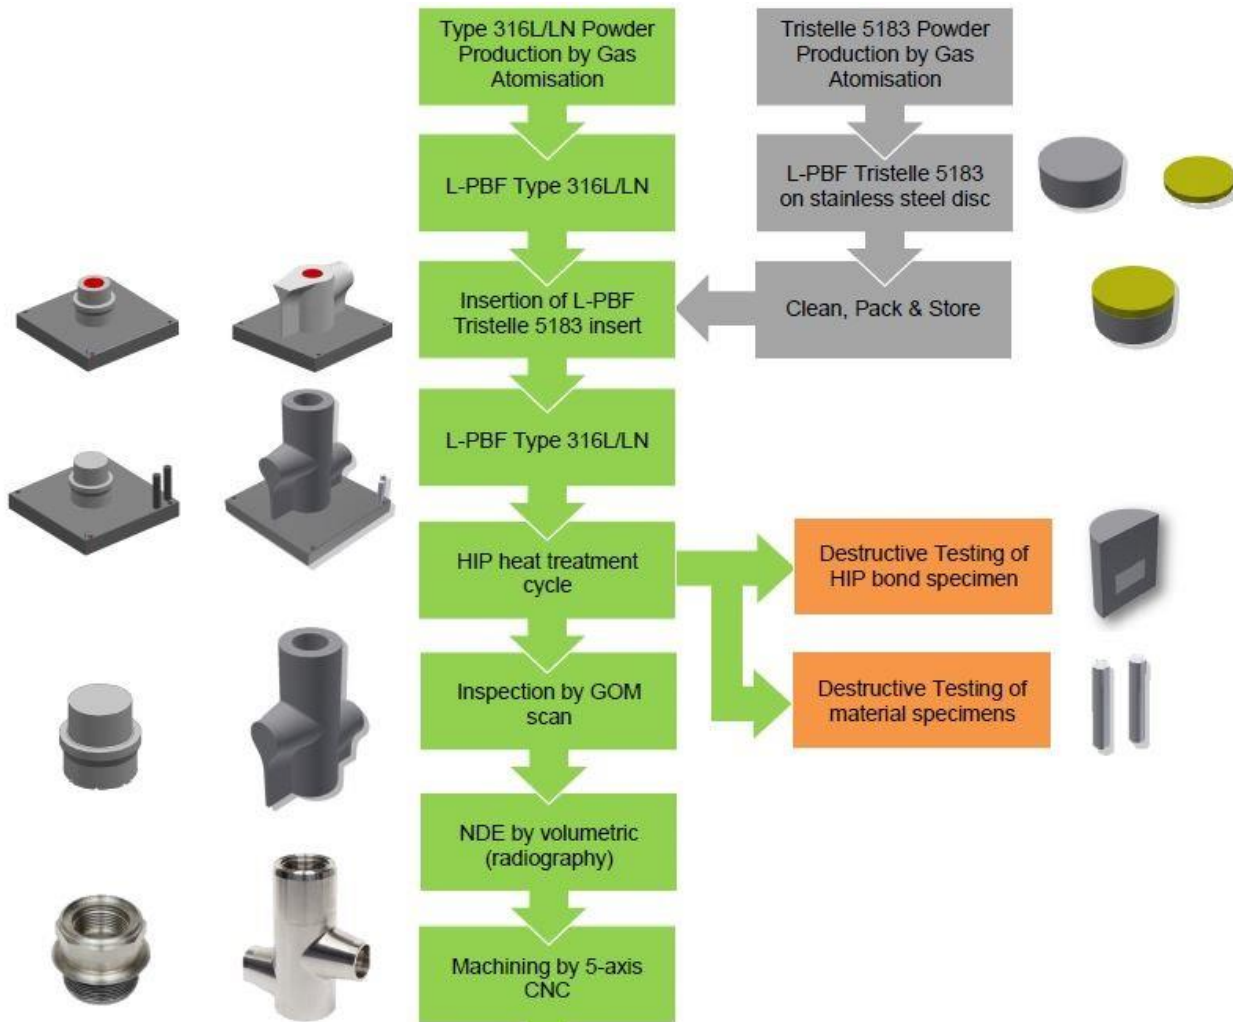 Type 316L/LN Powder
Production by Gas
Atomisation
Tristelle 5183 Powder
Production by Gas
Atomisation
L-PBF Type 316L/LN
L-PBF Tristelle 5183
on stainless steel disc
Insertion of L-PBF
Tristelle 5183 insert
Clean, Pack & Store
L-PBF Type 316L/LN
HIP heat treatment
cycle
Destructive Testing of
HIP bond specimen
Inspection by GOM
scan
Destructive Testing of
material specimens
NDE by volumetric
(radiography)
Machining by 5-axis
CNC